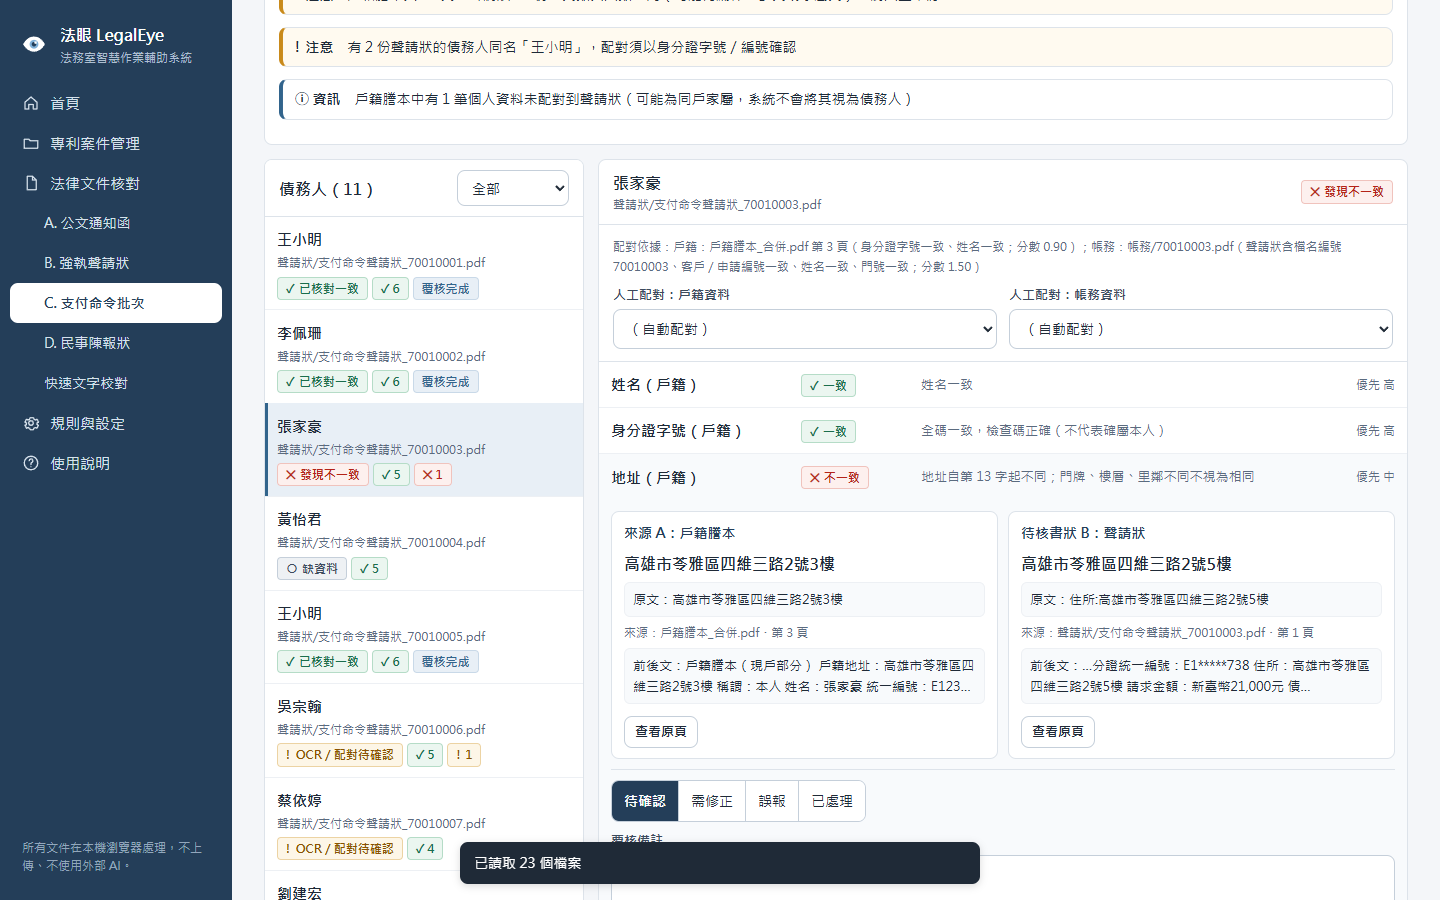 法眼 LegalEye
法務室智慧作業輔助系統
首頁
專利案件管理
法律文件核對
A. 公文通知函
B. 強執聲請狀
C. 支付命令批次
D. 民事陳報狀
快速文字校對
規則與設定
使用說明
所有文件在本機瀏覽器處理，不上
傳、不使用外部 AI。
! 注意 有 2 份聲請狀的債務人同名「王小明」，配對須以身分證字號 / 編號確認
ⓘ 資訊 戶籍謄本中有 1 筆個人資料未配對到聲請狀（可能為同戶家屬，系統不會將其視為債務人）
債務人（11）
全部
王小明
聲請狀/支付命令聲請狀_70010001.pdf
✓ 已核對一致 ✓ 6 覆核完成
李佩珊
聲請狀/支付命令聲請狀_70010002.pdf
✓ 已核對一致 ✓ 6 覆核完成
張家豪
聲請狀/支付命令聲請狀_70010003.pdf
✕ 發現不一致 ✓ 5 ✕ 1
黃怡君
聲請狀/支付命令聲請狀_70010004.pdf
○ 缺資料 ✓ 5
王小明
聲請狀/支付命令聲請狀_70010005.pdf
✓ 已核對一致 ✓ 6 覆核完成
吳宗翰
聲請狀/支付命令聲請狀_70010006.pdf
! OCR / 配對待確認 ✓ 5 ! 1
蔡依婷
聲請狀/支付命令聲請狀_70010007.pdf
! OCR / 配對待確認 ✓ 4
劉建宏
張家豪
聲請狀/支付命令聲請狀_70010003.pdf
✕ 發現不一致
配對依據：戶籍：戶籍謄本_合併.pdf 第 3 頁（身分證字號一致、姓名一致；分數 0.90）；帳務：帳務/70010003.pdf（聲請狀含檔名編號
70010003、客戶 / 申請編號一致、姓名一致、門號一致；分數 1.50）
人工配對：戶籍資料
（自動配對）
人工配對：帳務資料
（自動配對）
姓名（戶籍） ✓ 一致 姓名一致 優先 高
身分證字號（戶籍） ✓ 一致 全碼一致，檢查碼正確（不代表確屬本人） 優先 高
地址（戶籍） ✕ 不一致 地址自第 13 字起不同；門牌、樓層、里鄰不同不視為相同 優先 中
來源 A：戶籍謄本
高雄市苓雅區四維三路2號3樓
原文：高雄市苓雅區四維三路2號3樓
來源：戶籍謄本_合併.pdf · 第 3 頁
前後文：戶籍謄本（現戶部分） 戶籍地址：高雄市苓雅區四
維三路2號3樓 稱謂：本人 姓名：張家豪 統一編號：E123…
查看原頁
待核書狀 B：聲請狀
高雄市苓雅區四維三路2號5樓
原文：住所:高雄市苓雅區四維三路2號5樓
來源：聲請狀/支付命令聲請狀_70010003.pdf · 第 1 頁
前後文：…分證統一編號：E1*****738 住所：高雄市苓雅區
四維三路2號5樓 請求金額：新臺幣21,000元 債…
查看原頁
待確認 需修正 誤報 已處理
覆核備註
已讀取 23 個檔案